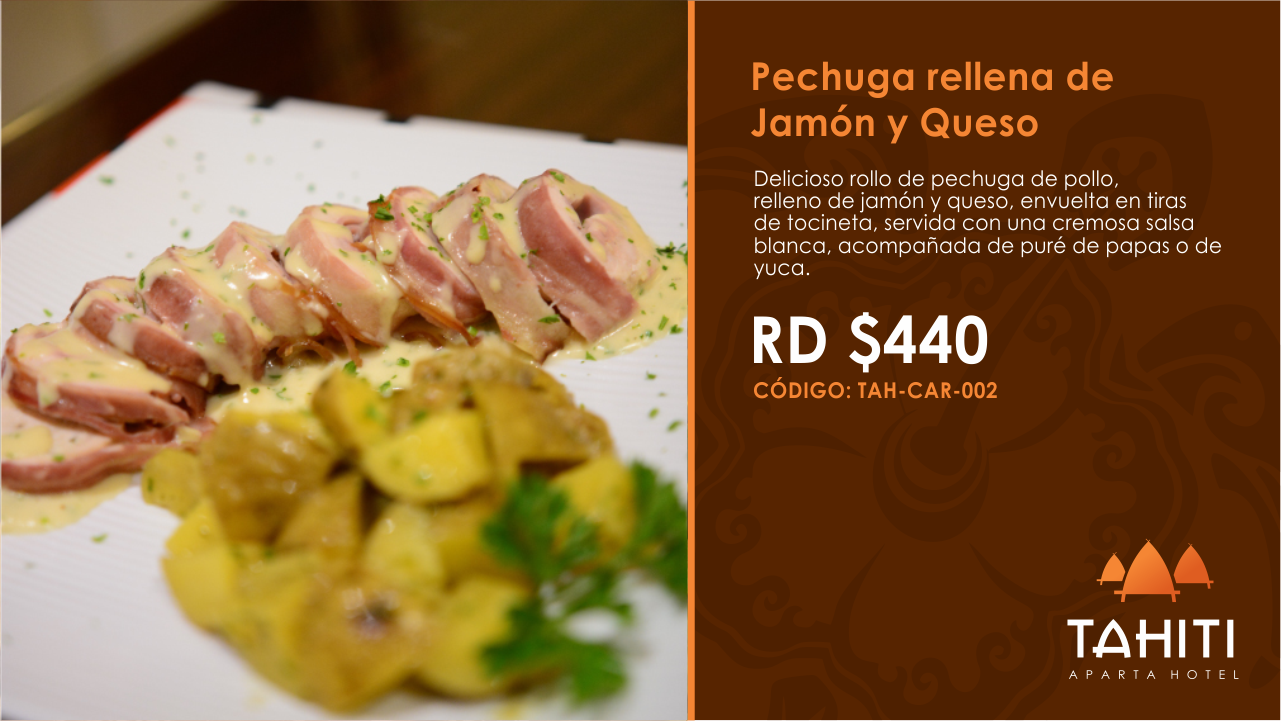 Pechuga rellena de
Jamón y Queso
Delicioso rollo de pechuga de pollo,
relleno de jamón y queso, envuelta en tiras
de tocineta, servida con una cremosa salsa
blanca, acompañada de puré de papas o de
yuca.
RD $440
CÓDIGO: TAH-CAR-002
TAHITI
APARTA HOTEL